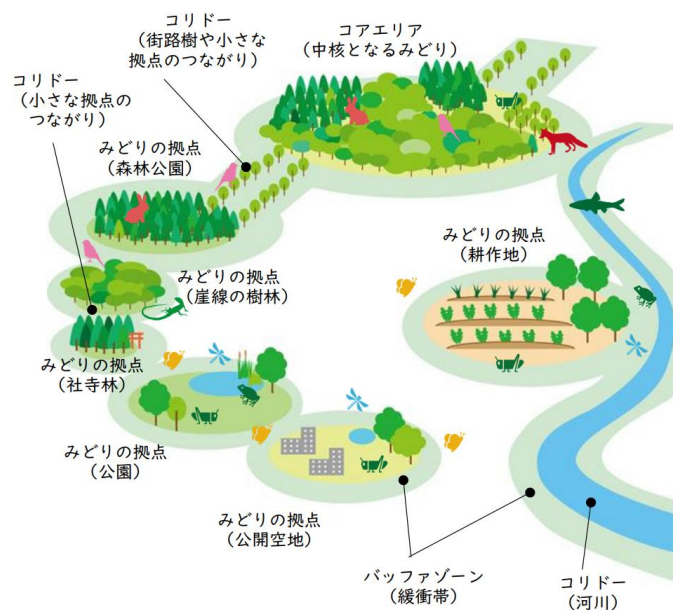 コリドー
(街路樹や小さな
拠点のつながり)
コアエリア
(中核となるみどり)
コリドー
(小さな拠点の
つながり)
みどりの拠点
(森林公園)
みどりの拠点
(耕作地)
みどりの拠点
(崖線の樹林)
みどりの拠点
(社寺林)
みどりの拠点
(公園)
みどりの拠点
(公開空地)
バッファゾーン
(緩衝帯)
コリドー
(河川)